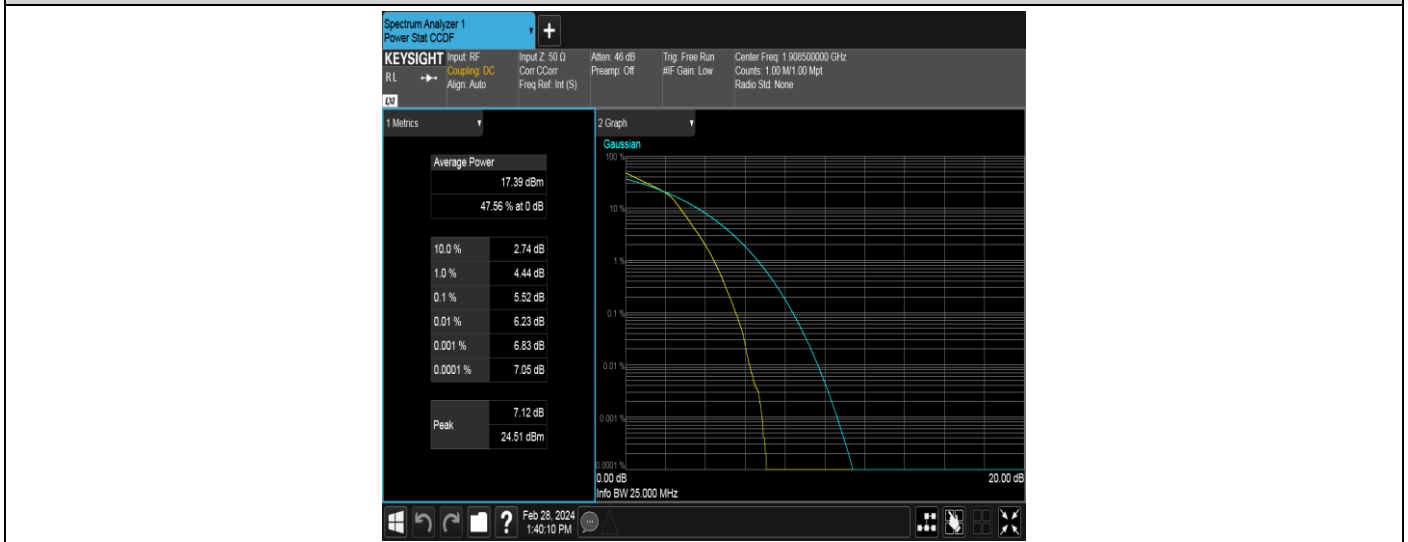 Spectrum Analyzer 1
Power Stat CCDF
+
KEYSIGHT Input: RF Input Z: 50 Ω Atten: 46 dB Trig: Free Run Center Freq: 1.908500000 GHz
RL Coupling: DC Corr CCorr Preamp: Off #IF Gain: Low Counts: 1.00 M/1.00 Mpt
Align: Auto Freq Ref: Int (S) Radio Std: None
LXI
1 Metrics
Average Power
17.39 dBm
47.56 % at 0 dB
10.0 % 2.74 dB
1.0 % 4.44 dB
0.1 % 5.52 dB
0.01 % 6.23 dB
0.001 % 6.83 dB
0.0001 % 7.05 dB
Peak 7.12 dB
24.51 dBm
2 Graph
Gaussian
100 %
10 %
1 %
0.1 %
0.01 %
0.001 %
0.0001 %
0.00 dB 20.00 dB
Info BW 25.000 MHz
? Feb 28, 2024
1:40:10 PM